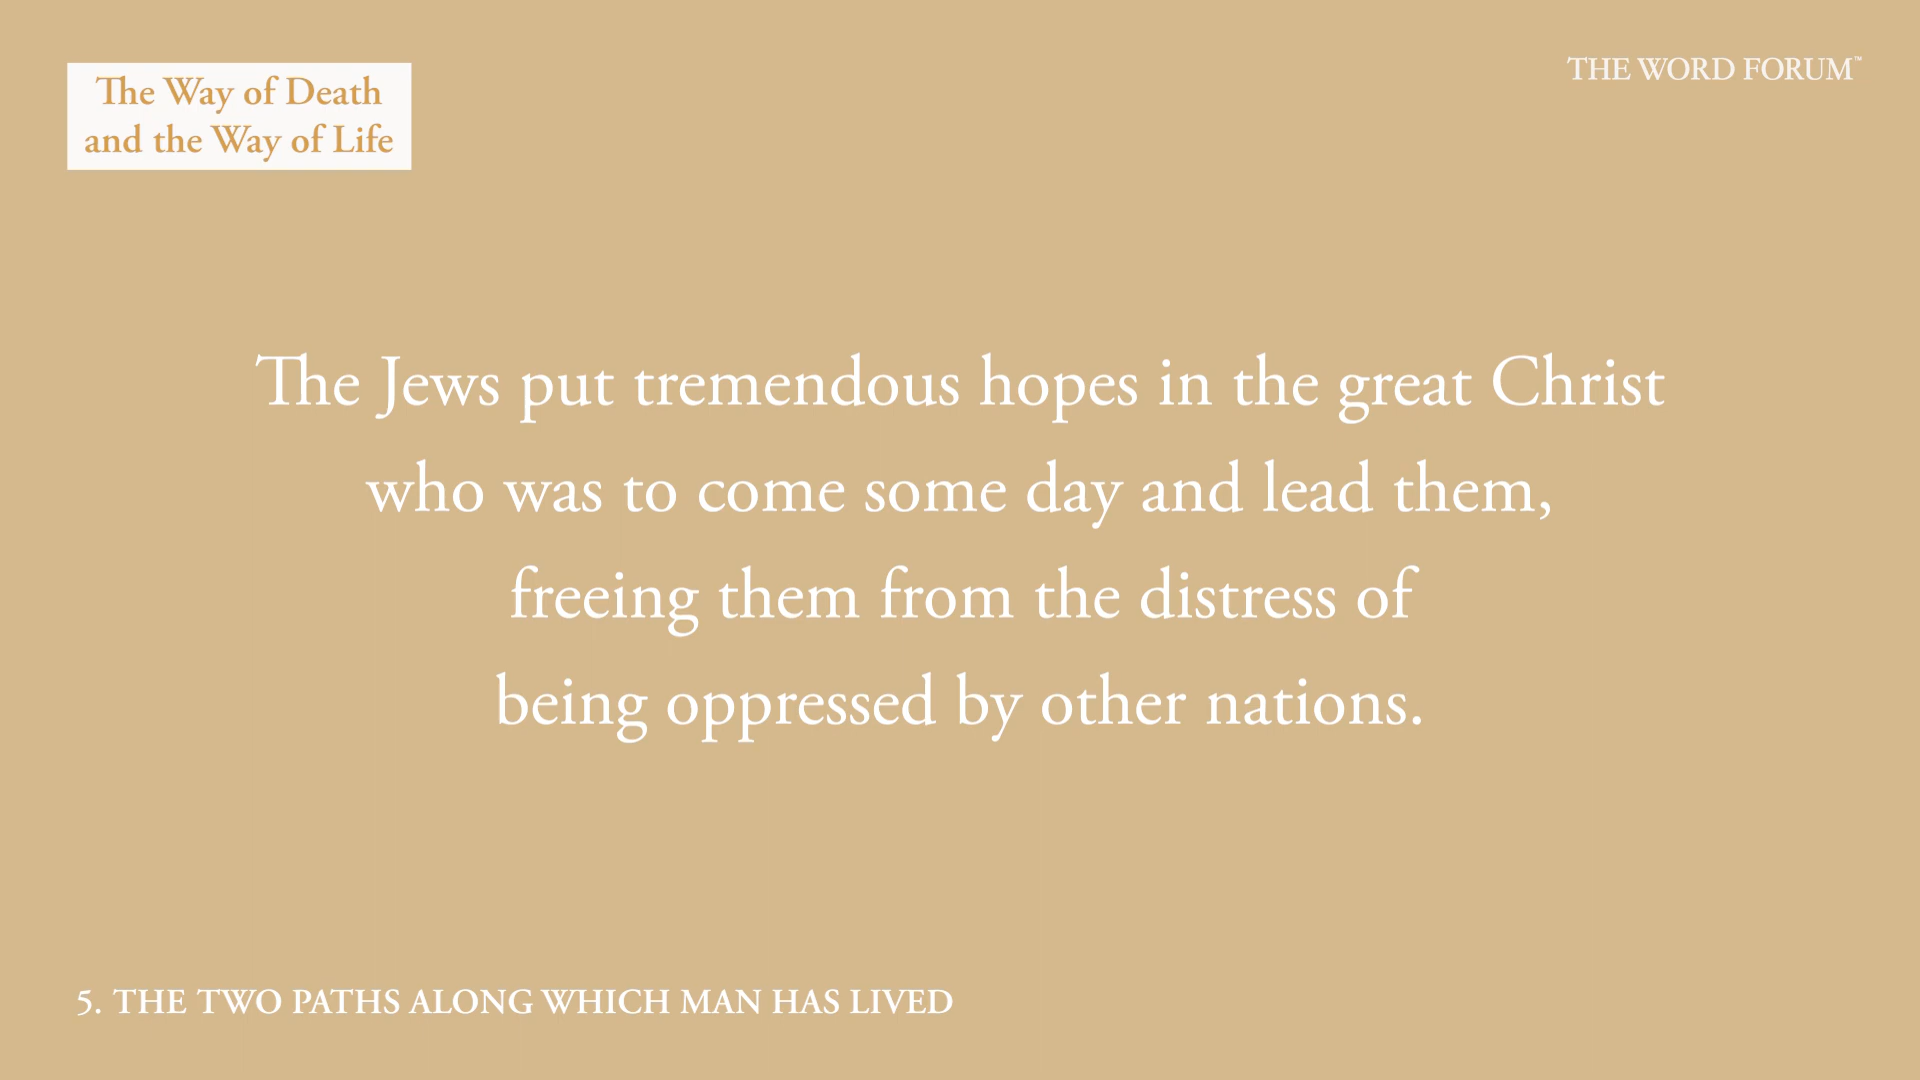 The Way of Death
and the Way of Life
THE WORD FORUM™
The Jews put tremendous hopes in the great Christ
who was to come some day and lead them,
freeing them from the distress of
being oppressed by other nations.
5. THE TWO PATHS ALONG WHICH MAN HAS LIVED